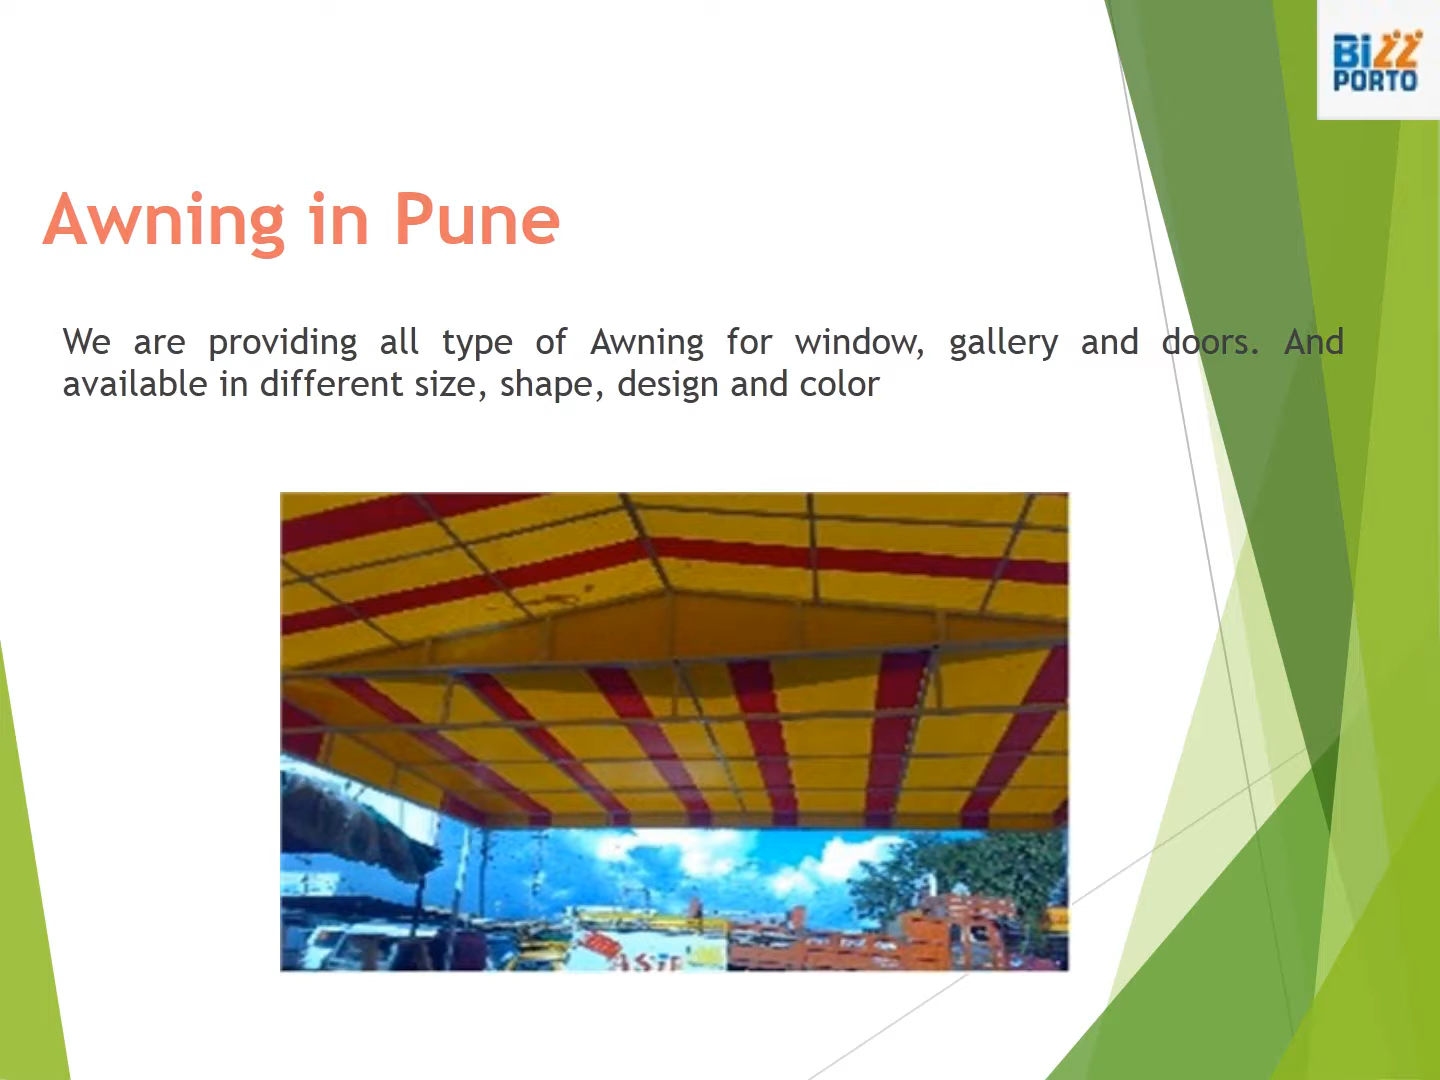 Bizz
PORTO
Awning in Pune
We are providing all type of Awning for window, gallery and doors. And
available in different size, shape, design and color